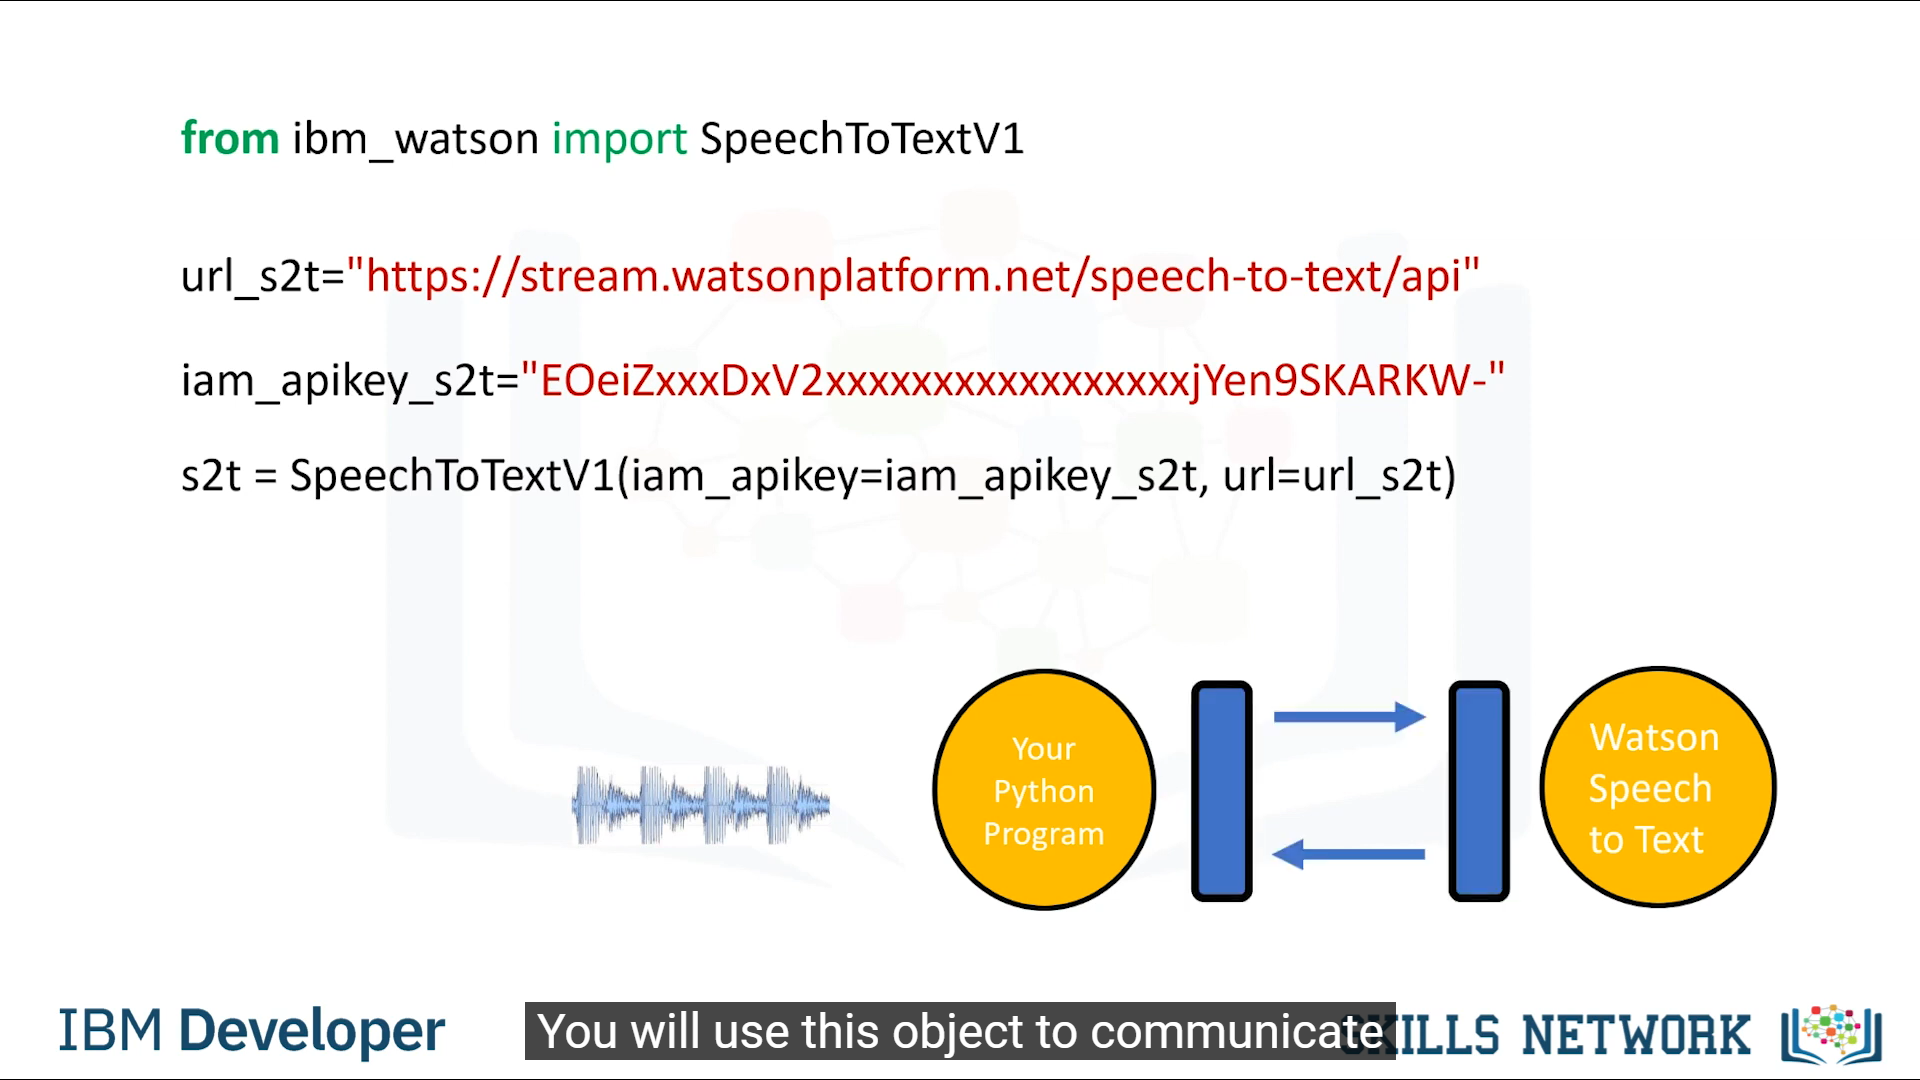 from ibm_watson import SpeechToTextV1
url_s2t="https://stream.watsonplatform.net/speech-to-text/api"
iam_apikey_s2t="EOeiZxxxDxV2xxxxxxxxxxxxxxxxxjYen9SKARKW-"
s2t = SpeechToTextV1(iam_apikey=iam_apikey_s2t, url=url_s2t)
Your
Python
Program
Watson
Speech
to Text
IBM Developer
You will use this object to communicate
SKILLS NETWORK